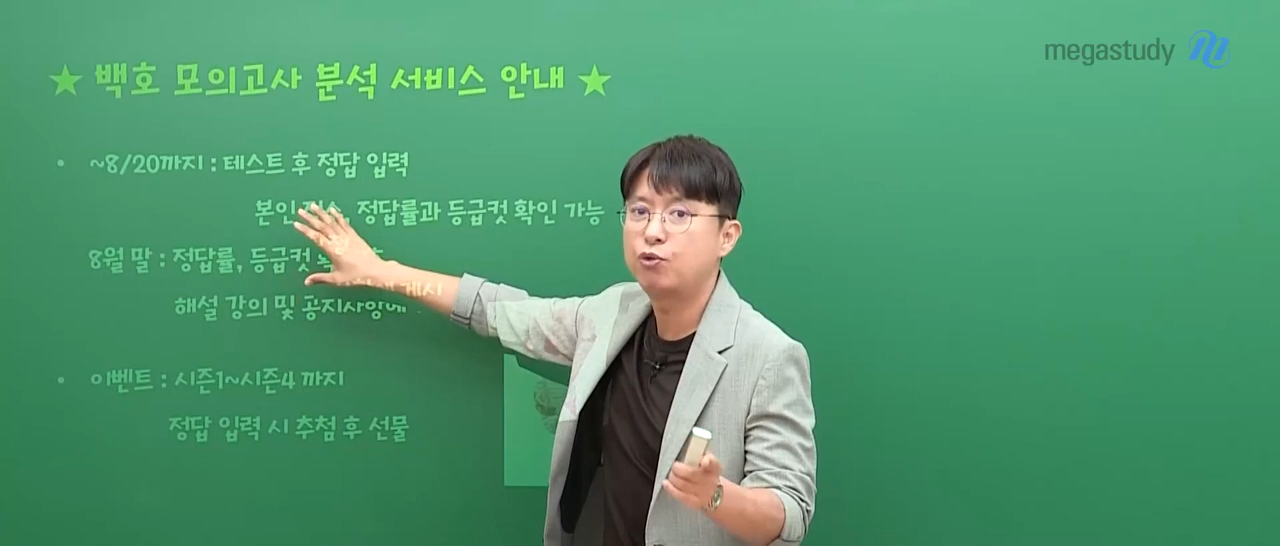 megastudy
★ 백호 모의고사 분석 서비스 안내 ★
• ~8/20까지 : 테스트 후 정답 입력
본인 점수, 정답률과 등급컷 확인 가능
8월 말 : 정답률, 등급컷
해설 강의 및 공지사항에 게시
• 이벤트 : 시즌1~시즌4 까지
정답 입력 시 추첨 후 선물